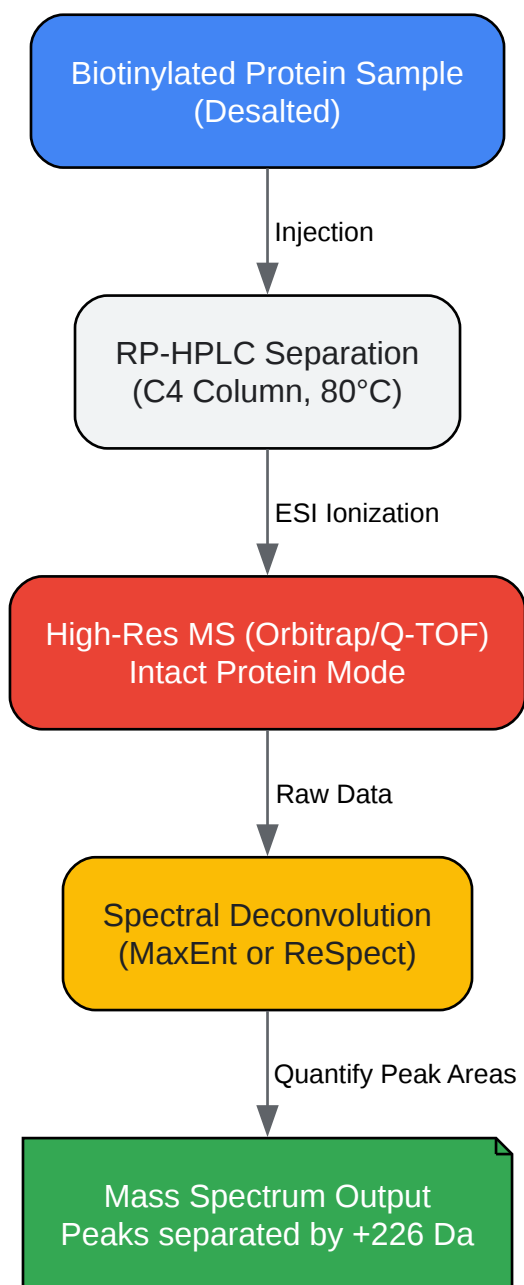 Biotinylated Protein Sample
(Desalted)
Injection
RP-HPLC Separation
(C4 Column, 80°C)
ESI Ionization
High-Res MS (Orbitrap/Q-TOF)
Intact Protein Mode
Raw Data
Spectral Deconvolution
(MaxEnt or ReSpect)
Quantify Peak Areas
Mass Spectrum Output
Peaks separated by +226 Da